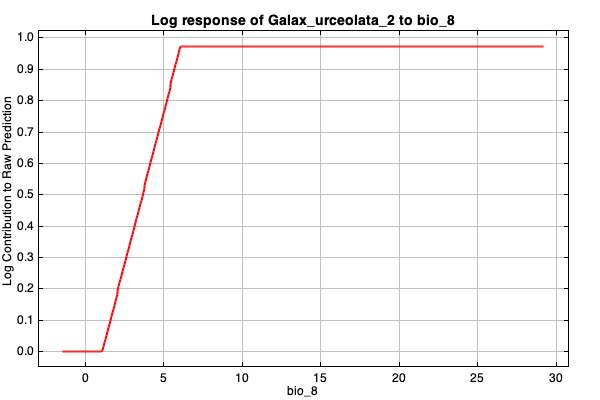 Log response of Galax_urceolata_2 to bio_8
Log Contribution to Raw Prediction
1.0
0.9
0.8
0.7
0.6
0.5
0.4
0.3
0.2
0.1
0.0
0 5 10 15 20 25 30
bio_8